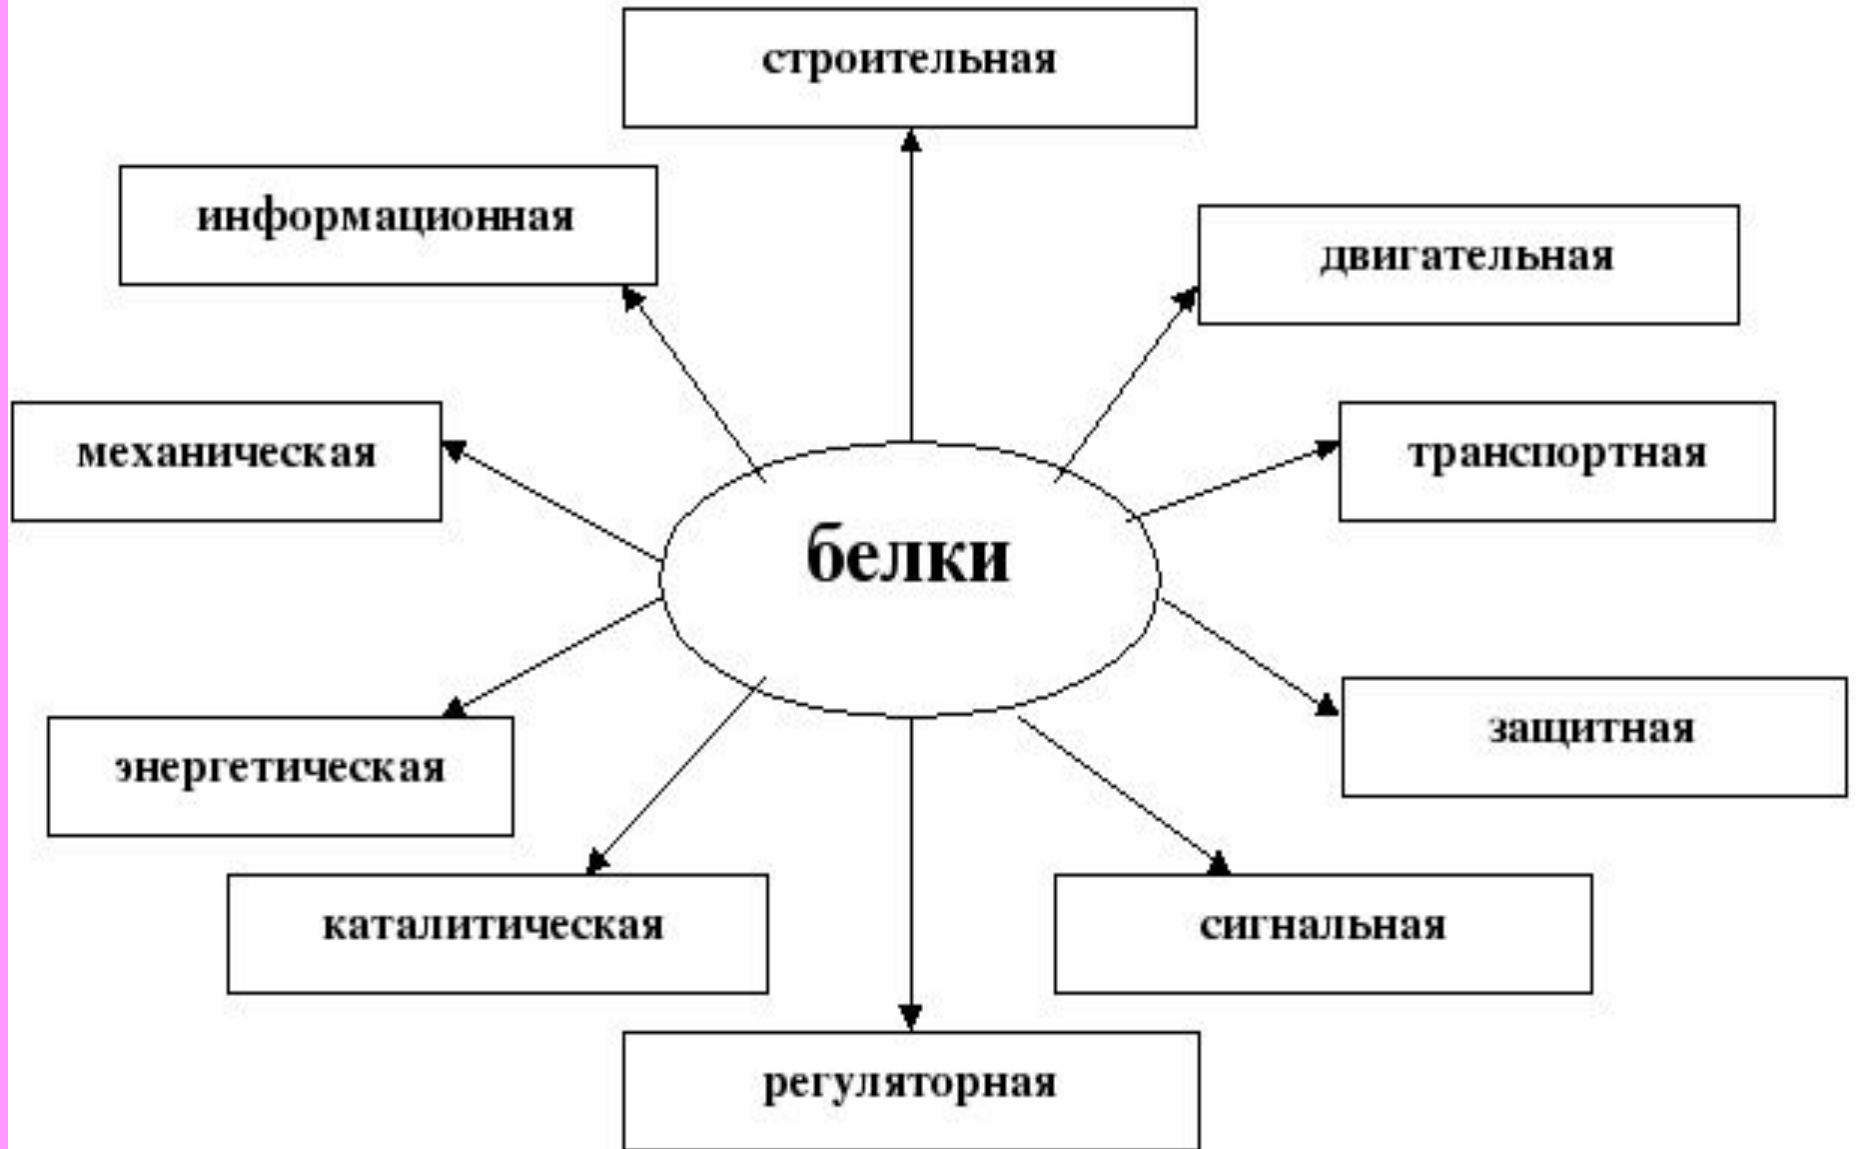 строительная
информационная
двигательная
механическая
транспортная
белки
защитная
энергетическая
каталитическая
сигнальная
регуляторная